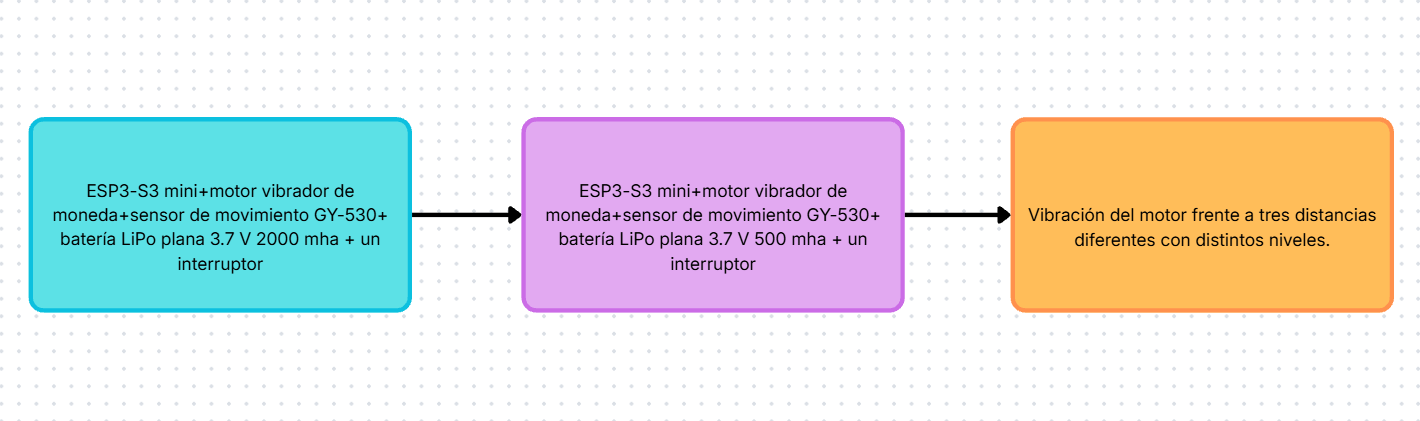 ESP3-S3 mini+motor vibrador de
moneda+sensor de movimiento GY-530+
batería LiPo plana 3.7 V 2000 mha + un
interruptor
ESP3-S3 mini+motor vibrador de
moneda+sensor de movimiento GY-530+
batería LiPo plana 3.7 V 500 mha + un
interruptor
Vibración del motor frente a tres distancias
diferentes con distintos niveles.